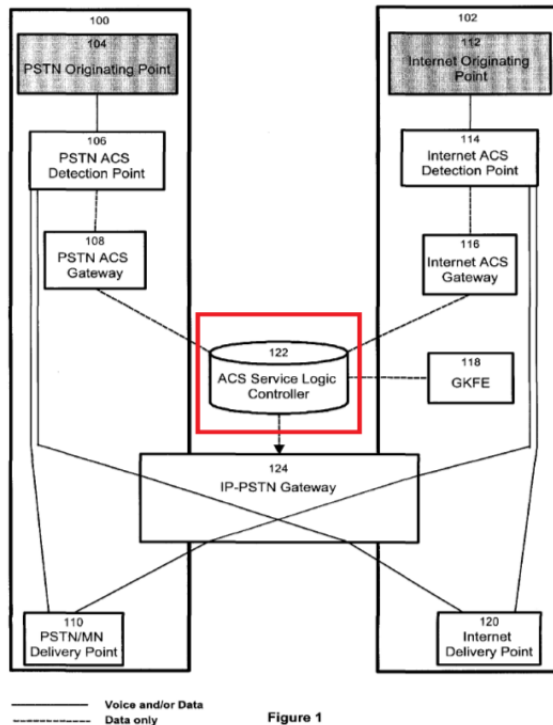 100
104
PSTN Originating Point
106
PSTN ACS
Detection Point
108
PSTN ACS
Gateway
102
112
Internet Originating
Point
114
Internet ACS
Detection Point
116
Internet ACS
Gateway
122
ACS Service Logic
Controller
118
GKFE
124
IP-PSTN Gateway
110
PSTN/MN
Delivery Point
120
Internet
Delivery Point
Voice and/or Data
Data only
Figure 1